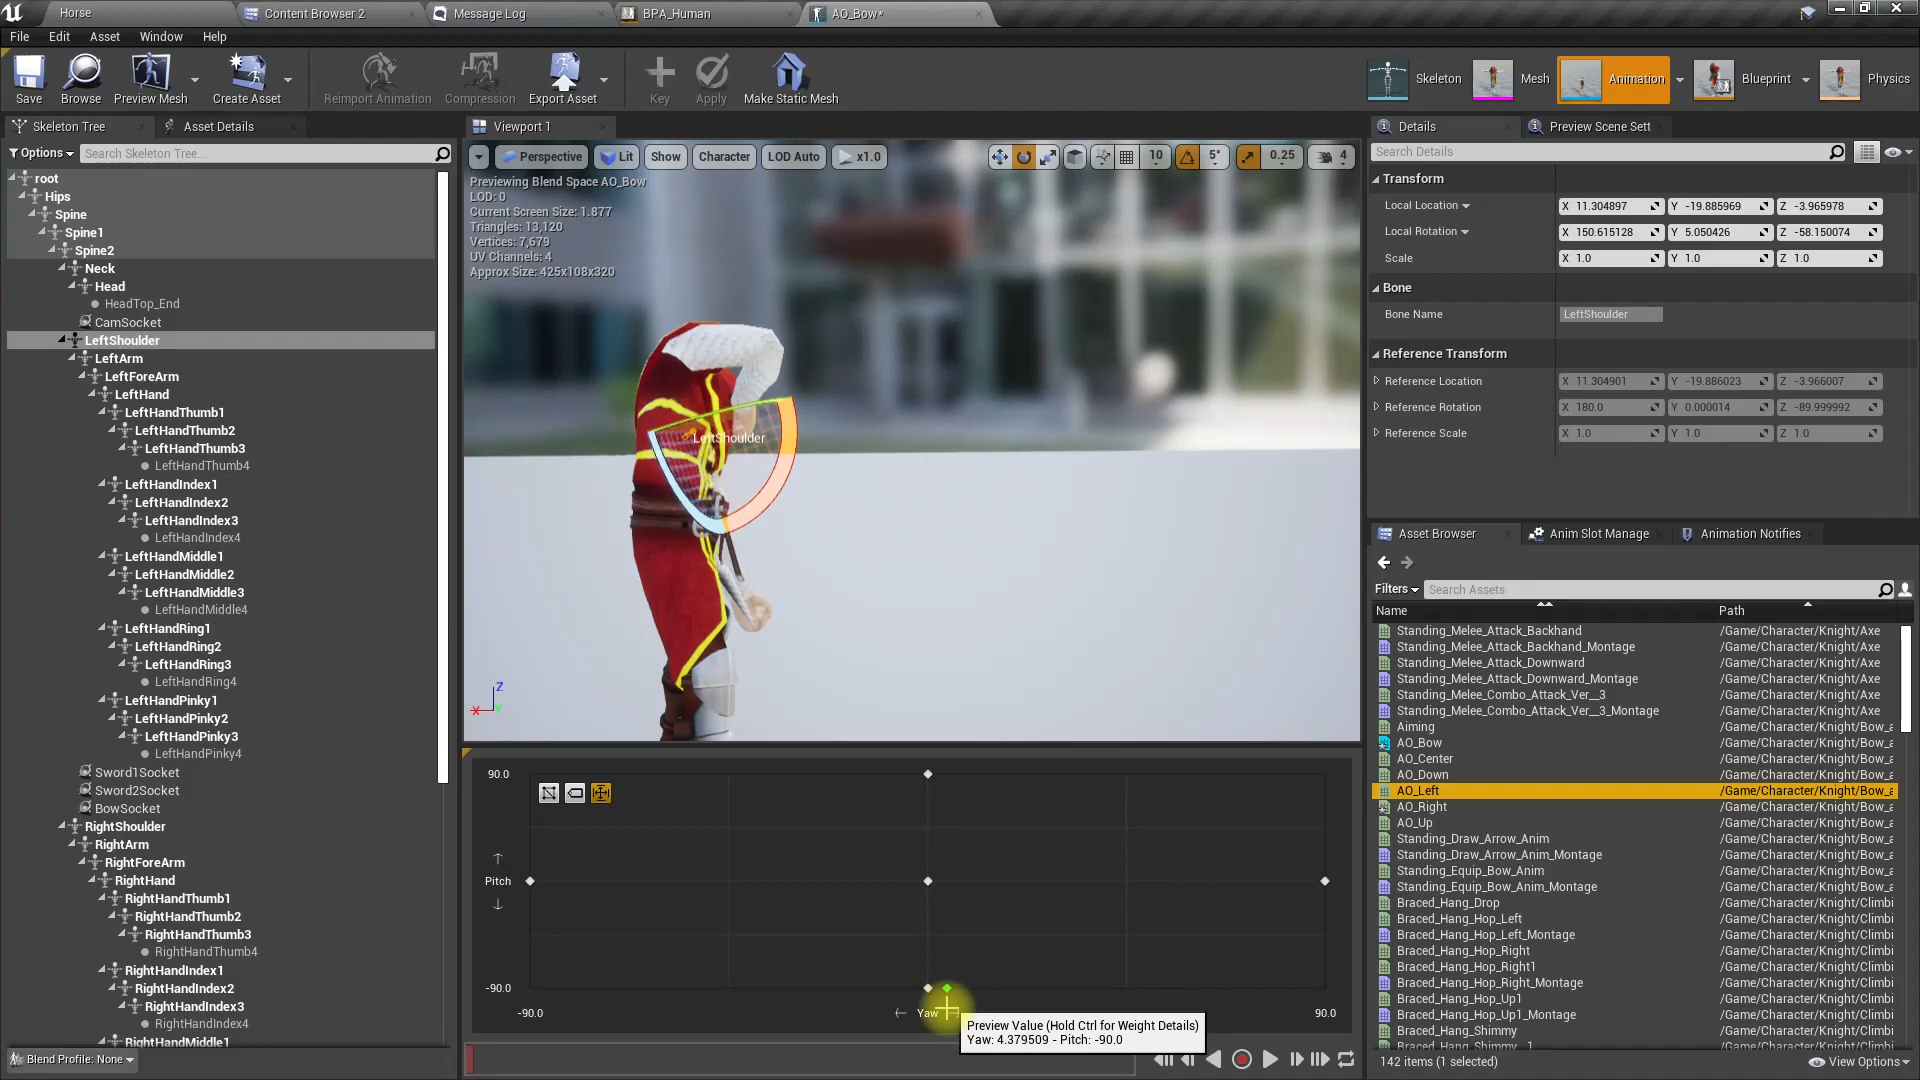 Horse
Content Browser 2
Message Log
BPA_Human
AO_Bow*
File Edit Asset Window Help
Save
Browse
Preview Mesh
Create Asset
Reimport Animation
Compression
Export Asset
Key
Apply
Make Static Mesh
Skeleton
Mesh
Animation
Blueprint
Physics
Skeleton Tree
Asset Details
Options
Search Skeleton Tree...
root
Hips
Spine
Spine1
Spine2
Neck
Head
HeadTop_End
CamSocket
LeftShoulder
LeftArm
LeftForeArm
LeftHand
LeftHandThumb1
LeftHandThumb2
LeftHandThumb3
LeftHandThumb4
LeftHandIndex1
LeftHandIndex2
LeftHandIndex3
LeftHandIndex4
LeftHandMiddle1
LeftHandMiddle2
LeftHandMiddle3
LeftHandMiddle4
LeftHandRing1
LeftHandRing2
LeftHandRing3
LeftHandRing4
LeftHandPinky1
LeftHandPinky2
LeftHandPinky3
LeftHandPinky4
Sword1Socket
Sword2Socket
BowSocket
RightShoulder
RightArm
RightForeArm
RightHand
RightHandThumb1
RightHandThumb2
RightHandThumb3
RightHandThumb4
RightHandIndex1
RightHandIndex2
RightHandIndex3
RightHandIndex4
RightHandMiddle1
Blend Profile: None
Viewport 1
Perspective
Lit
Show
Character
LOD Auto
x1.0
10
5°
0.25
4
Previewing Blend Space AO_Bow
LOD: 0
Current Screen Size: 1.877
Triangles: 13,120
Vertices: 7,679
UV Channels: 4
Approx Size: 425x108x320
LeftShoulder
Z
X
Y
90.0
Pitch
-90.0
-90.0
Yaw
90.0
Preview Value (Hold Ctrl for Weight Details)
Yaw: 4.379509 - Pitch: -90.0
Details
Preview Scene Sett
Search Details
Transform
Local Location X 11.304897 Y -19.885969 Z -3.965978
Local Rotation X 150.615128 Y 5.050426 Z -58.150074
Scale X 1.0 Y 1.0 Z 1.0
Bone
Bone Name LeftShoulder
Reference Transform
Reference Location X 11.304901 Y -19.886023 Z -3.966007
Reference Rotation X 180.0 Y 0.000014 Z -89.999992
Reference Scale X 1.0 Y 1.0 Z 1.0
Asset Browser
Anim Slot Manage
Animation Notifies
Filters
Search Assets
Name Path
Standing_Melee_Attack_Backhand /Game/Character/Knight/Axe
Standing_Melee_Attack_Backhand_Montage /Game/Character/Knight/Axe
Standing_Melee_Attack_Downward /Game/Character/Knight/Axe
Standing_Melee_Attack_Downward_Montage /Game/Character/Knight/Axe
Standing_Melee_Combo_Attack_Ver__3 /Game/Character/Knight/Axe
Standing_Melee_Combo_Attack_Ver__3_Montage /Game/Character/Knight/Axe
Aiming /Game/Character/Knight/Bow_a
AO_Bow /Game/Character/Knight/Bow_a
AO_Center /Game/Character/Knight/Bow_a
AO_Down /Game/Character/Knight/Bow_a
AO_Left /Game/Character/Knight/Bow_a
AO_Right /Game/Character/Knight/Bow_a
AO_Up /Game/Character/Knight/Bow_a
Standing_Draw_Arrow_Anim /Game/Character/Knight/Bow_a
Standing_Draw_Arrow_Anim_Montage /Game/Character/Knight/Bow_a
Standing_Equip_Bow_Anim /Game/Character/Knight/Bow_a
Standing_Equip_Bow_Anim_Montage /Game/Character/Knight/Bow_a
Braced_Hang_Drop /Game/Character/Knight/Climbi
Braced_Hang_Hop_Left /Game/Character/Knight/Climbi
Braced_Hang_Hop_Left_Montage /Game/Character/Knight/Climbi
Braced_Hang_Hop_Right /Game/Character/Knight/Climbi
Braced_Hang_Hop_Right1 /Game/Character/Knight/Climbi
Braced_Hang_Hop_Right_Montage /Game/Character/Knight/Climbi
Braced_Hang_Hop_Up1 /Game/Character/Knight/Climbi
Braced_Hang_Hop_Up1_Montage /Game/Character/Knight/Climbi
Braced_Hang_Shimmy /Game/Character/Knight/Climbi
Braced_Hang_Shimmy_1 /Game/Character/Knight/Climbi
142 items (1 selected)
View Options